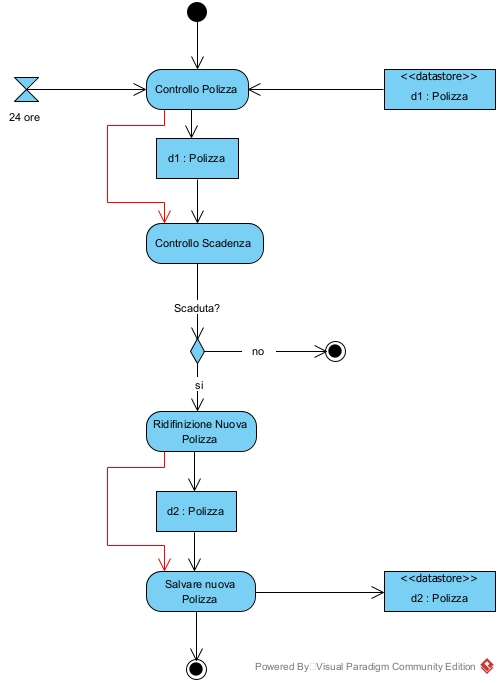 <<datastore>>
Controllo Polizza
d1 : Polizza
24 ore
d1 : Polizza
Controllo Scadenza
Scaduta?
no
si
Ridifinizione Nuova
Polizza
d2 : Polizza
Salvare nuova
Polizza
<<datastore>>
d2 : Polizza
Powered By Visual Paradigm Community Edition